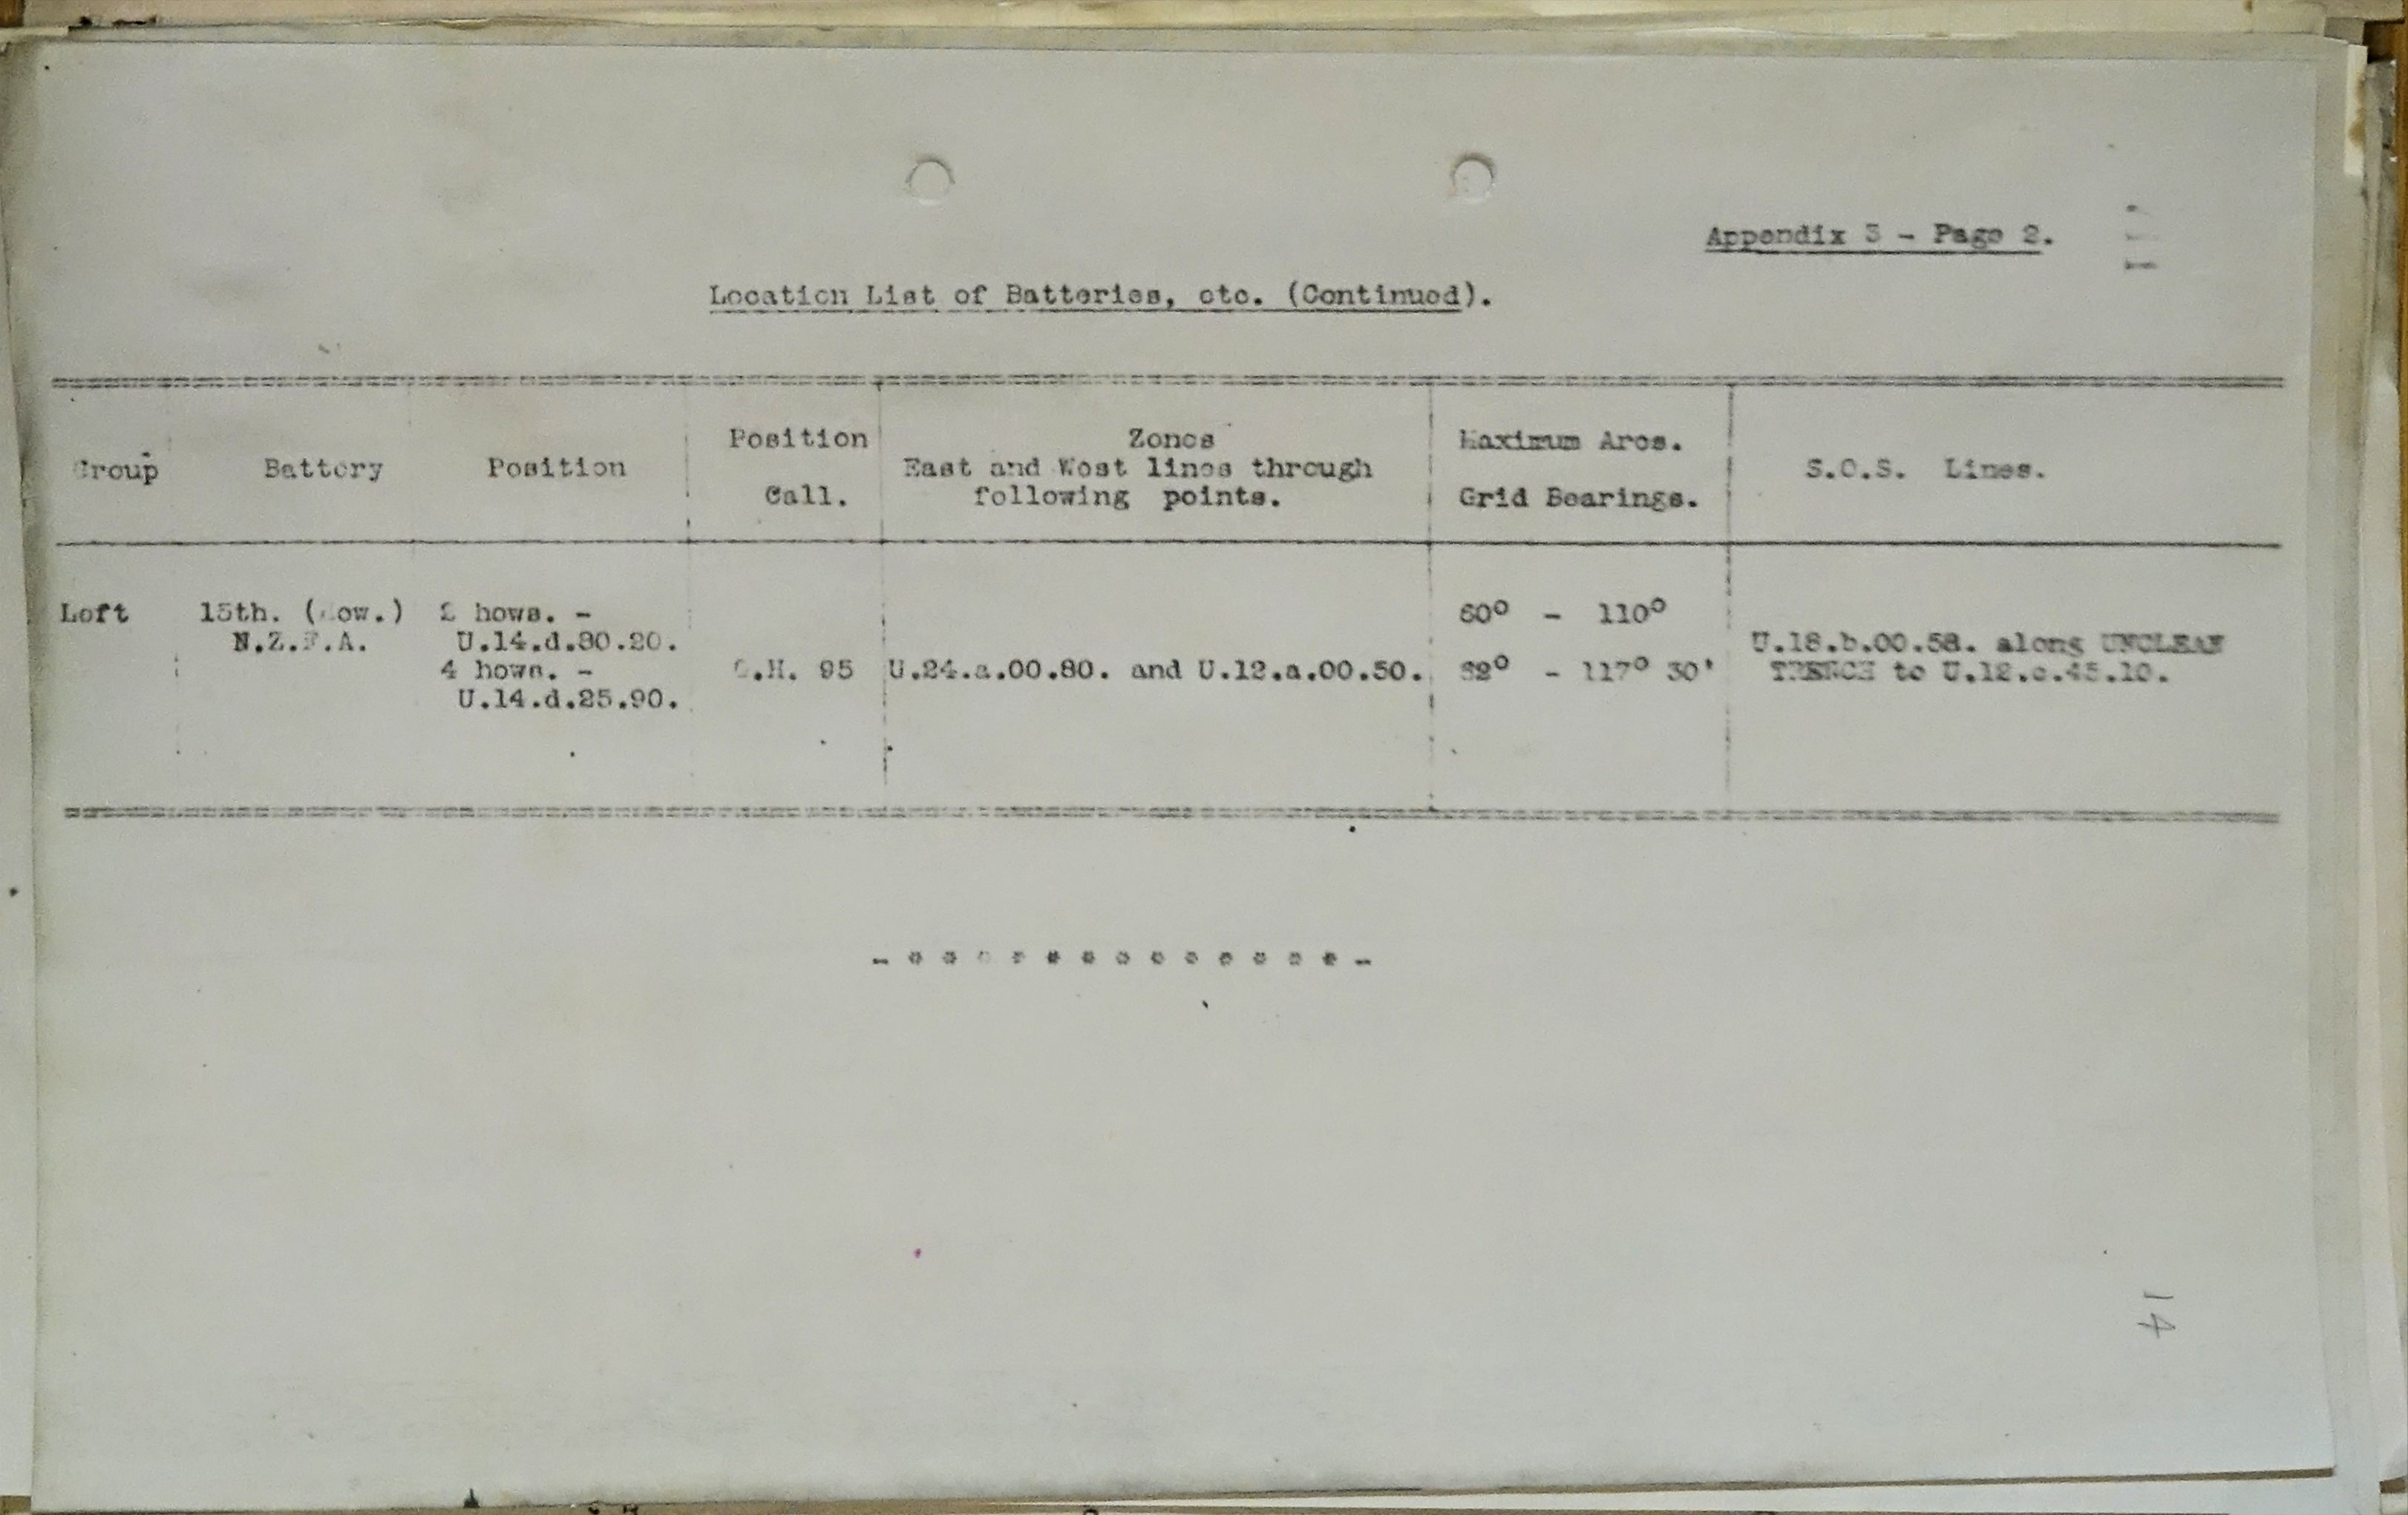 Appendix 3 - Page 2.
Location List of Batteries, etc. (Continued).
Group Battery Position Position Call. Zones East and West lines through following points. Maximum Arcs. Grid Bearings. S.O.S. Lines.
Left 15th. (How.) 2 hows. - 60° - 110°
N.Z.F.A. U.14.d.80.20. U.18.b.00.58. along UNCLEAN
4 hows. - .H. 95 U.24.a.00.80. and U.12.a.00.50. - 117° 30' TRENCH to U.12.c.45.10.
U.14.d.25.90.
14